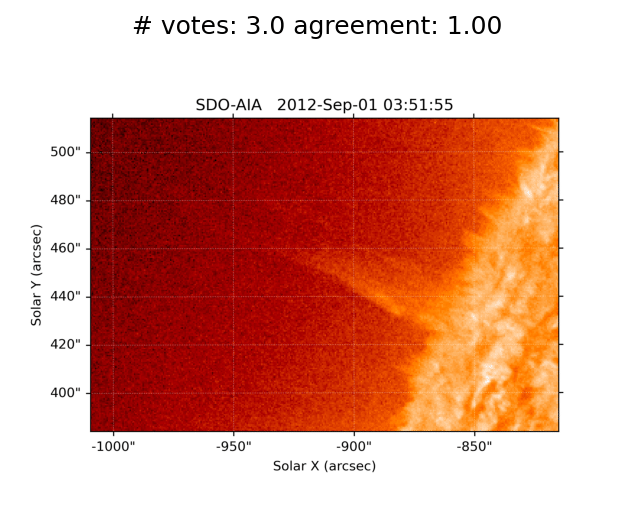 # votes: 3.0 agreement: 1.00
SDO-AIA   2012-Sep-01 03:51:55
500"
480"
460"
440"
420"
400"
Solar Y (arcsec)
-1000"
-950"
-900"
-850"
Solar X (arcsec)